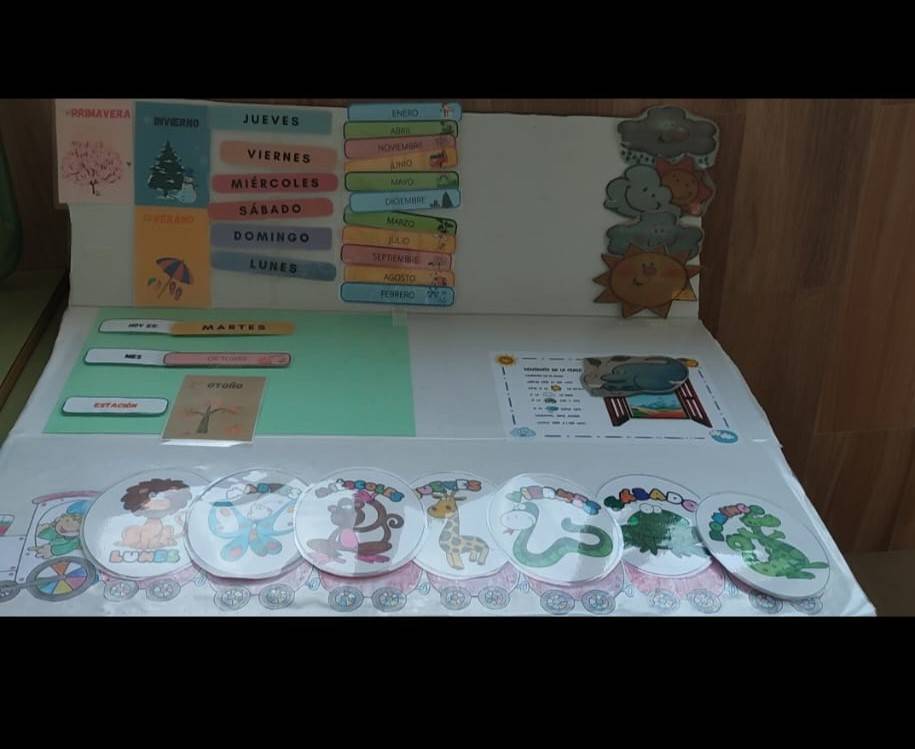 PRIMAVERA
INVIERNO
VERANO
JUEVES
VIERNES
MIÉRCOLES
SÁBADO
DOMINGO
LUNES
ENERO
ABRIL
NOVIEMBRE
JUNIO
MAYO
DICIEMBRE
MARZO
JULIO
SEPTIEMBRE
AGOSTO
FEBRERO
HOY ES:
MARTES
MES
OCTUBRE
ESTACIÓN
OTOÑO
LUNES
MIÉRCOLES
JUEVES
VIERNES
SÁBADO
DOMINGO